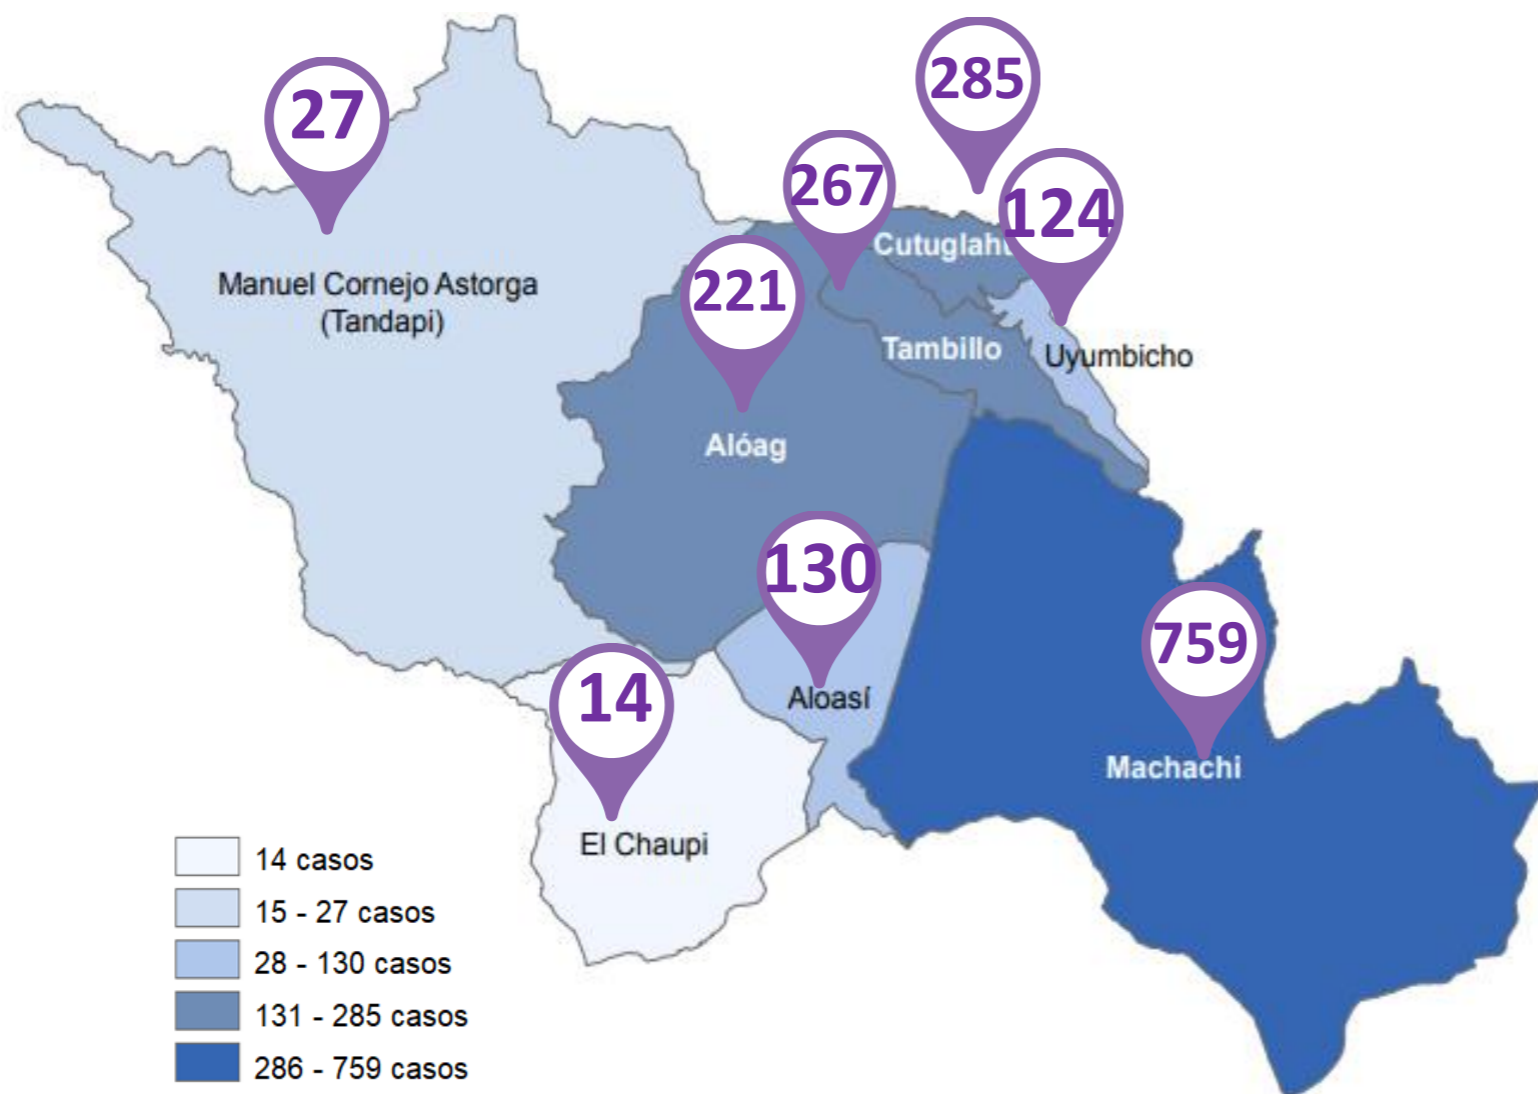 285
27
267
124
Cutuglahu
Manuel Cornejo Astorga
(Tandapi)
221
Tambillo
Uyumbicho
Alóag
130
759
14
Aloasí
Machachi
El Chaupi
14 casos
15 - 27 casos
28 - 130 casos
131 - 285 casos
286 - 759 casos